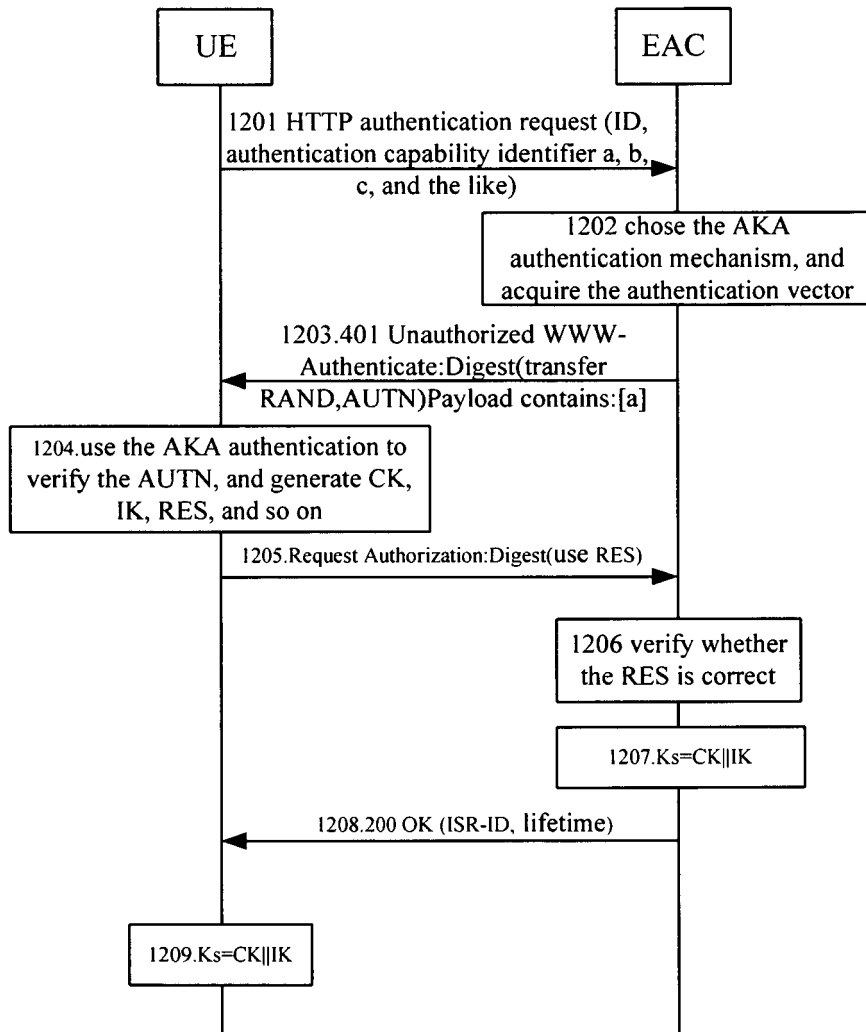 UE
EAC
1201 HTTP authentication request (ID,
authentication capability identifier a, b,
c, and the like)
1202 chose the AKA
authentication mechanism, and
acquire the authentication vector
1203.401 Unauthorized WWW-
Authenticate:Digest(transfer
RAND,AUTN)Payload contains:[a]
1204.use the AKA authentication to
verify the AUTN, and generate CK,
IK, RES, and so on
1205.Request Authorization:Digest(use RES)
1206 verify whether
the RES is correct
1207.Ks=CK||IK
1208.200 OK (ISR-ID, lifetime)
1209.Ks=CK||IK